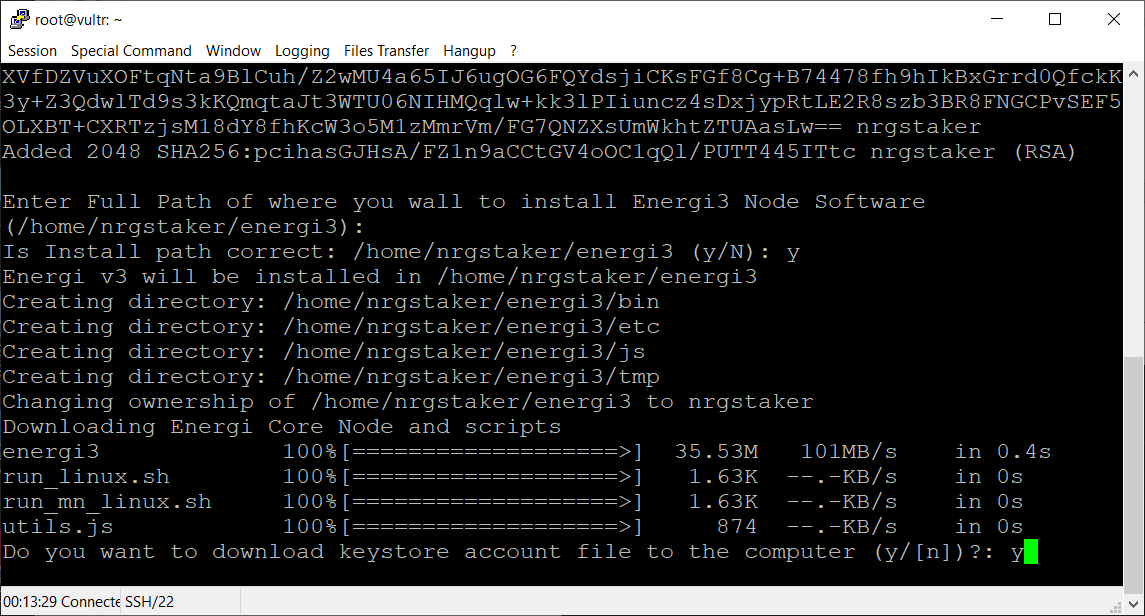 root@vultr: ~
Session Special Command Window Logging Files Transfer Hangup ?
XVfDZVuXOFtqNta9BlCuh/Z2wMU4a65IJ6ugOG6FQYdsjiCKsFGf8Cg+B74478fh9hIkBxGrrd0QfckK
3y+Z3QdwlTd9s3kKQmqtaJt3WTU06NIHMQqlw+kk3lPIiuncz4sDxjypRtLE2R8szb3BR8FNGCPvSEF5
OLXBT+CXRTzjsM18dY8fhKcW3o5M1zMmrVm/FG7QNZXsUmWkhtZTUAasLw== nrgstaker
Added 2048 SHA256:pcihasGJHsA/FZ1n9aCCtGV4oOC1qQl/PUTT445ITtc nrgstaker (RSA)
Enter Full Path of where you wall to install Energi3 Node Software
(/home/nrgstaker/energi3):
Is Install path correct: /home/nrgstaker/energi3 (y/N): y
Energi v3 will be installed in /home/nrgstaker/energi3
Creating directory: /home/nrgstaker/energi3/bin
Creating directory: /home/nrgstaker/energi3/etc
Creating directory: /home/nrgstaker/energi3/js
Creating directory: /home/nrgstaker/energi3/tmp
Changing ownership of /home/nrgstaker/energi3 to nrgstaker
Downloading Energi Core Node and scripts
energi3 100%[===================>] 35.53M 101MB/s in 0.4s
run_linux.sh 100%[===================>] 1.63K --.-KB/s in 0s
run_mn_linux.sh 100%[===================>] 1.63K --.-KB/s in 0s
utils.js 100%[===================>] 874 --.-KB/s in 0s
Do you want to download keystore account file to the computer (y/[n])?: y
00:13:29 Connecte SSH/22